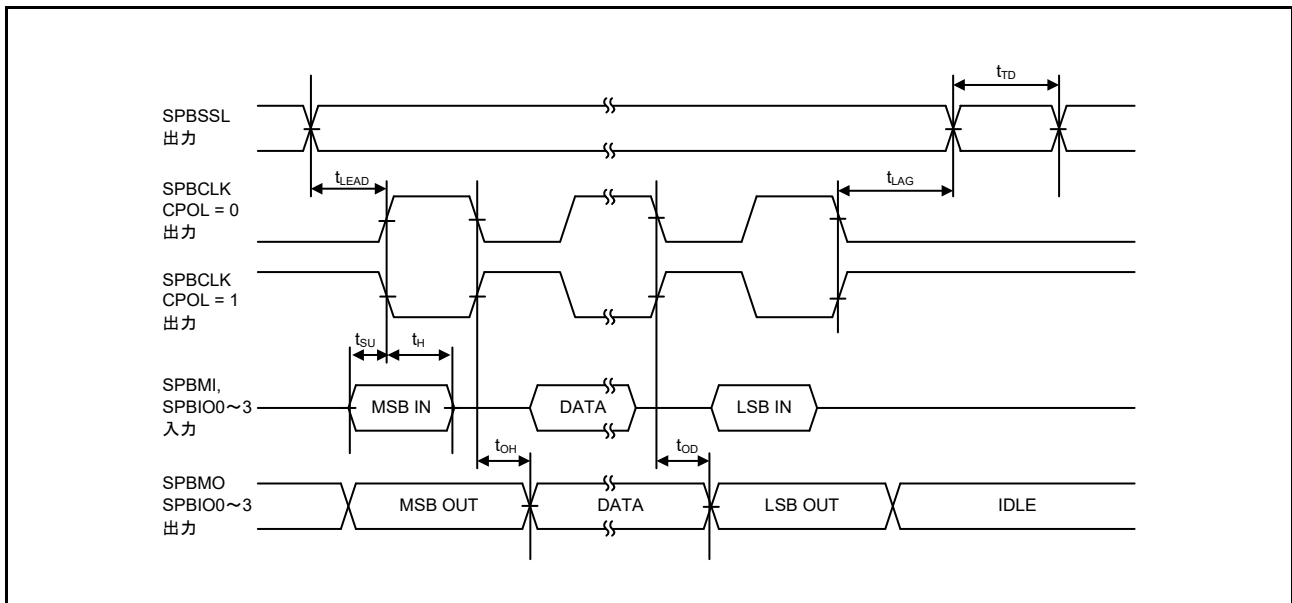 tTD
SPBSSL
出力
tLEAD
tLAG
SPBCLK
CPOL = 0
出力
SPBCLK
CPOL = 1
出力
tSU
tH
SPBMI,
SPBIO0～3
入力
MSB IN
DATA
LSB IN
tOH
tOD
SPBMO
SPBIO0～3
出力
MSB OUT
DATA
LSB OUT
IDLE